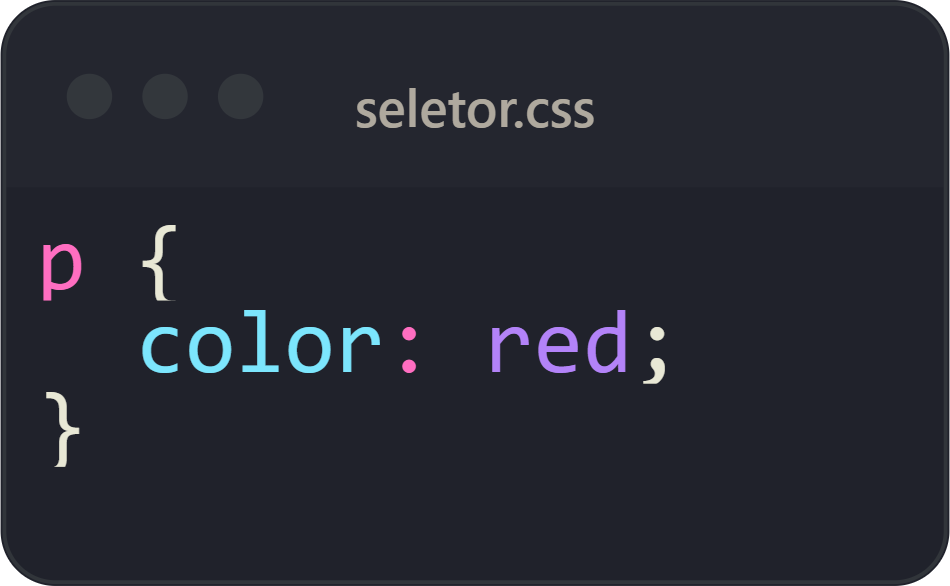 seletor.css
p {
  color: red;
}